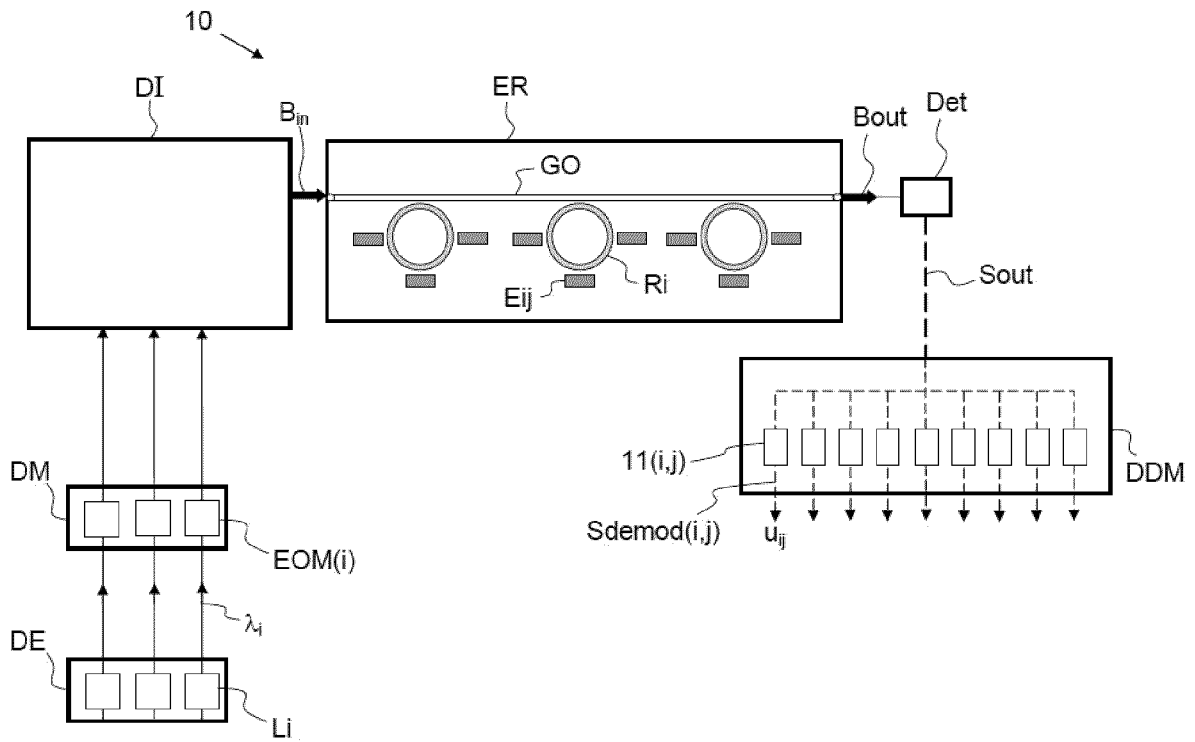 10
DI
Bin
ER
GO
Bout
Det
Eij
Ri
Sout
DM
EOM(i)
11(i,j)
DDM
Sdemod(i,j)
uij
λi
DE
Li